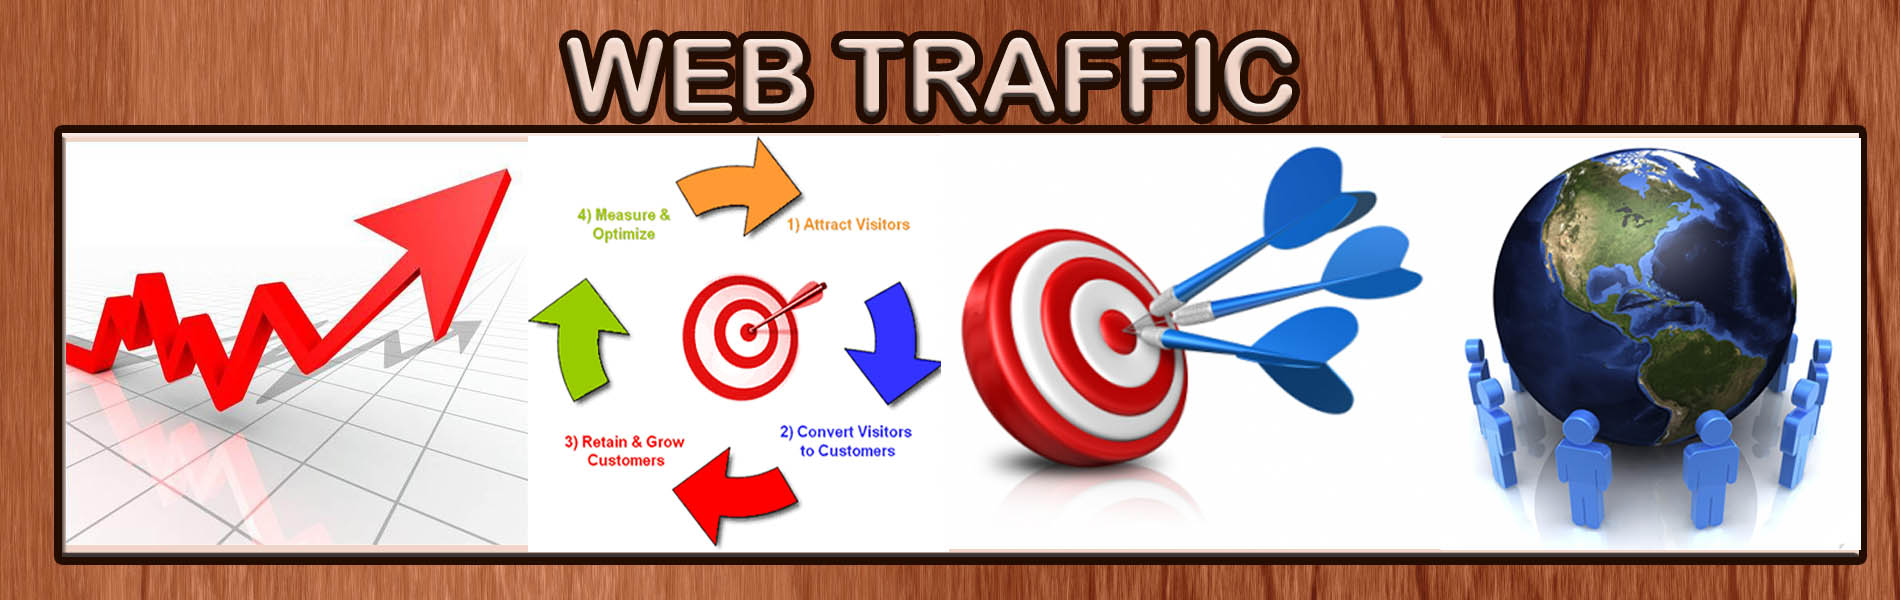 WEB TRAFFIC
4) Measure &
Optimize
1) Attract Visitors
3) Retain & Grow
Customers
2) Convert Visitors
to Customers